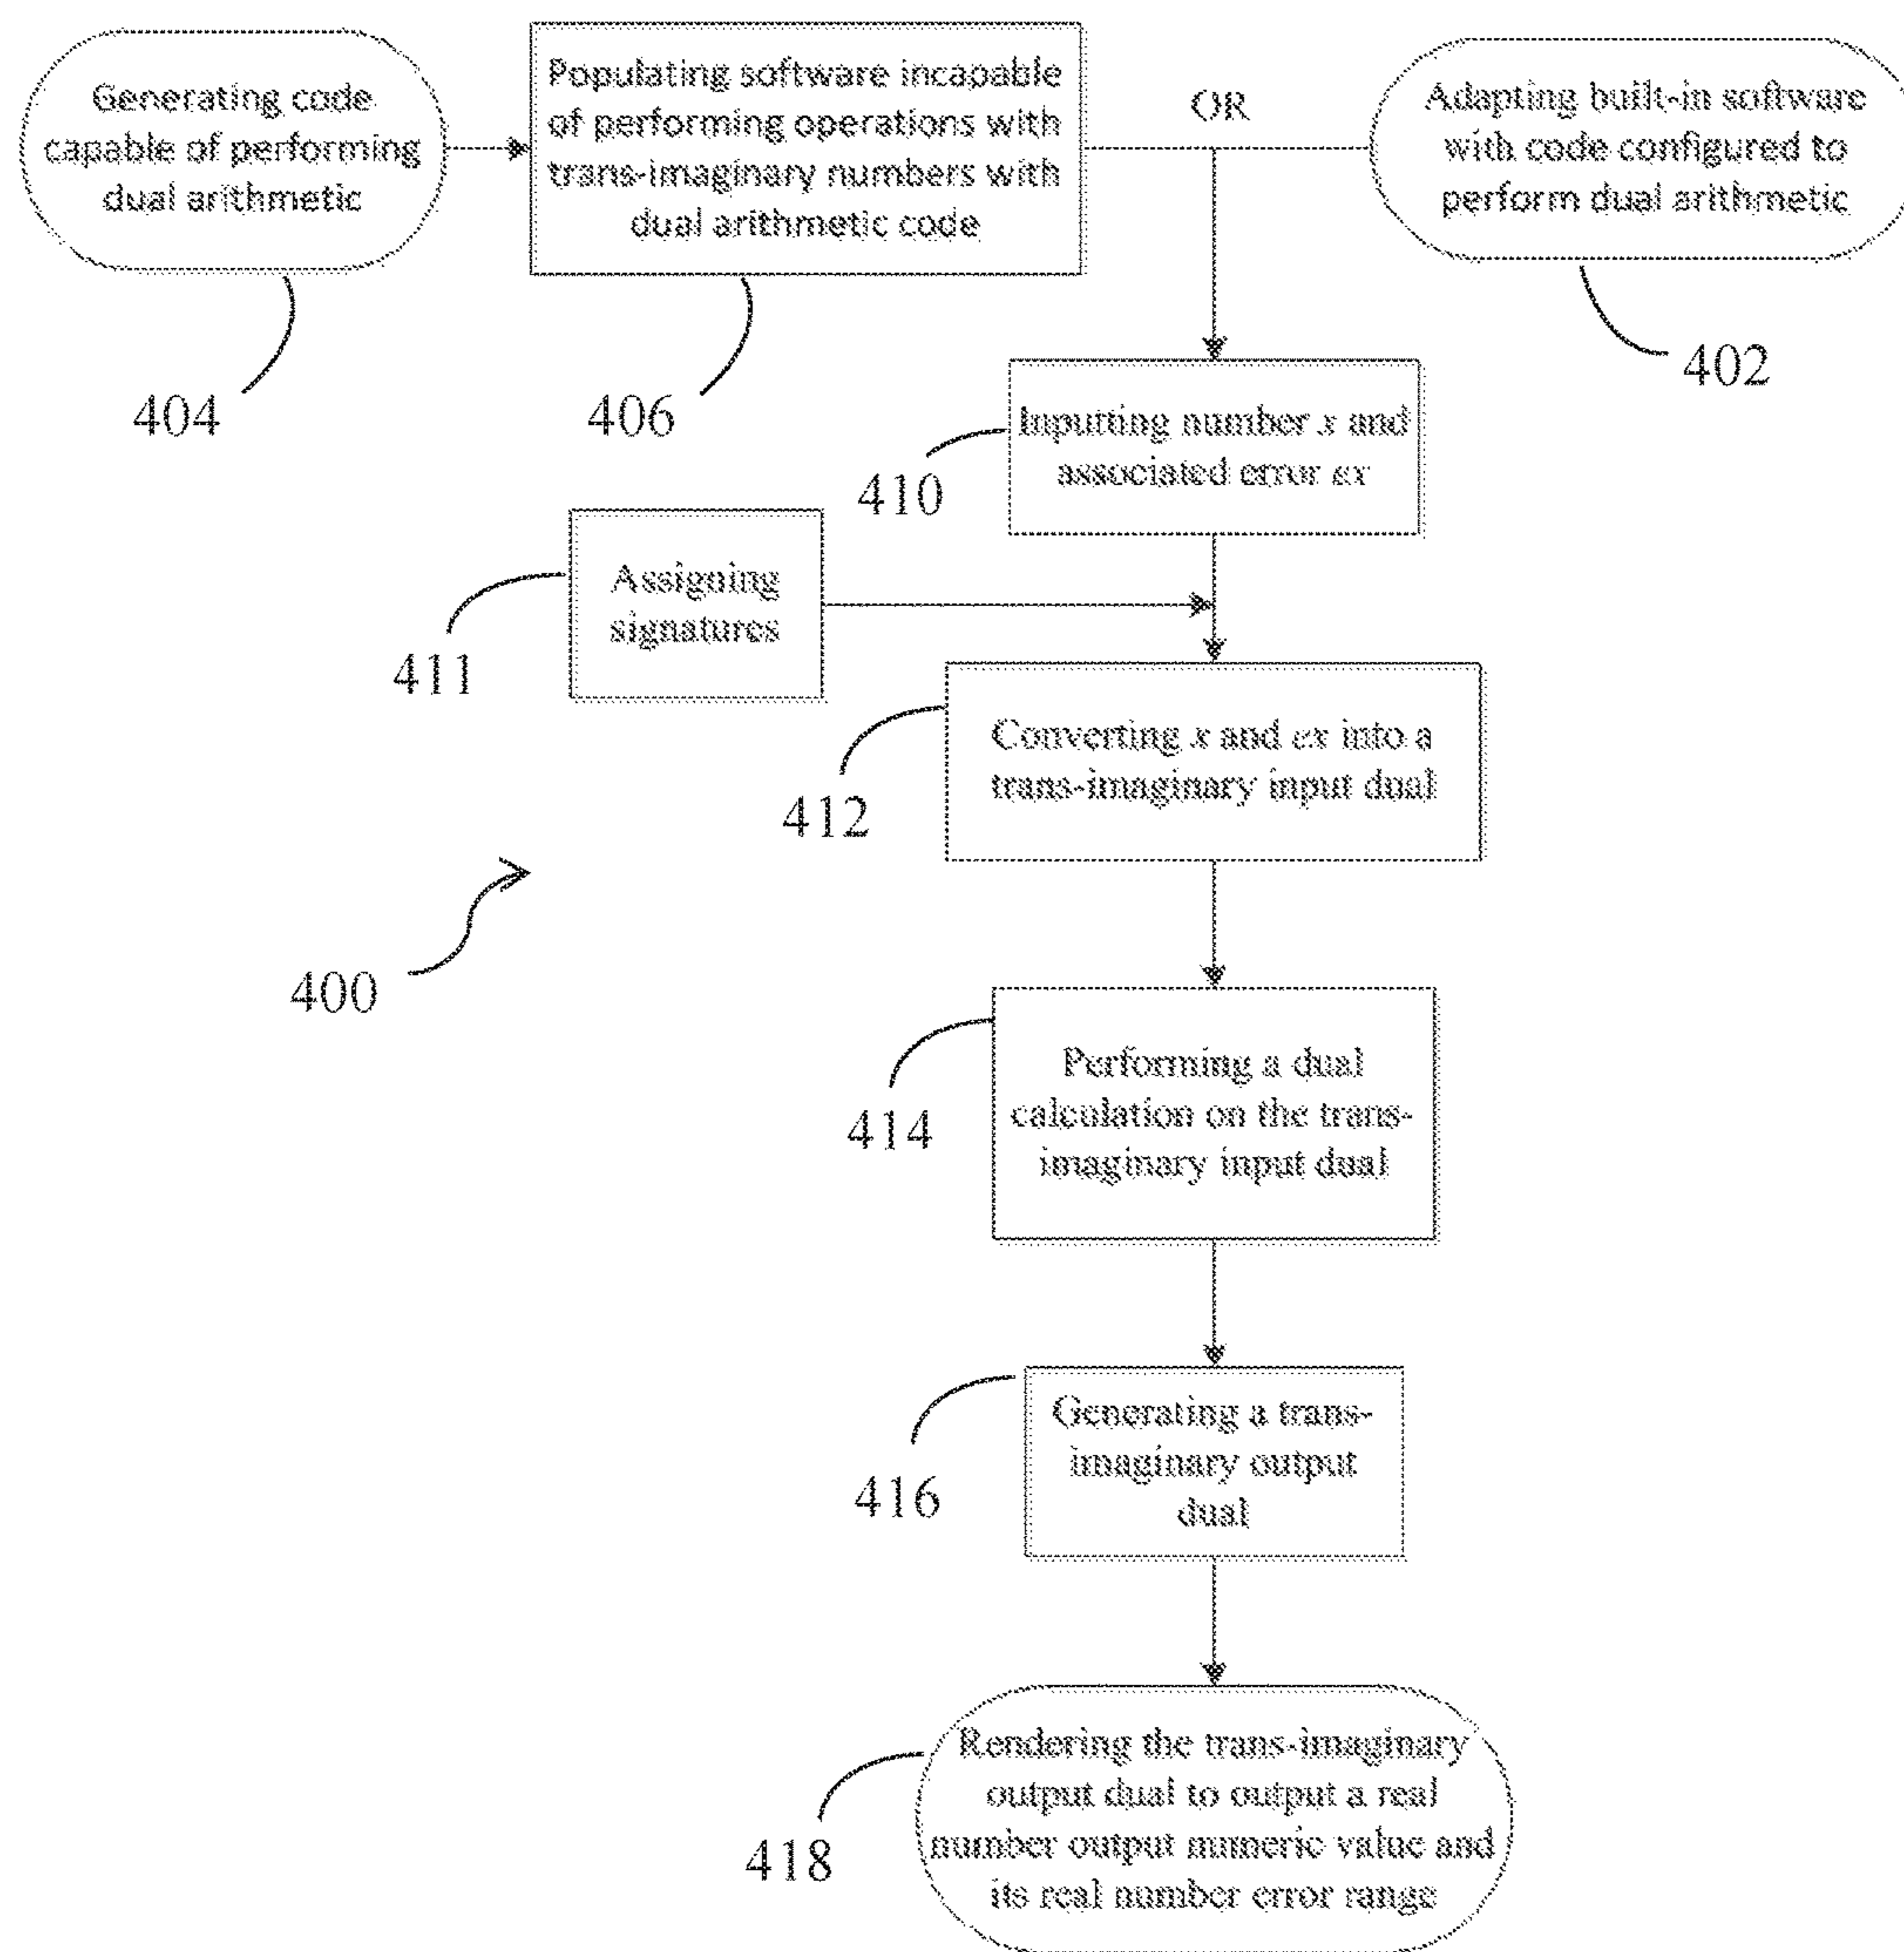 Generating code
capable of performing
dual arithmetic
Populating software incapable
of performing operations with
trans-imaginary numbers with
dual arithmetic code
OR
Adapting built-in software
with code configured to
perform dual arithmetic
404
406
402
Inputting number x and
associated error εx
410
Assigning
signatures
411
Converting x and εx into a
trans-imaginary input dual
412
400
Performing a dual
calculation on the trans-
imaginary input dual
414
Generating a trans-
imaginary output
dual
416
Rendering the trans-imaginary
output dual to output a real
number output numeric value and
its real number error range
418